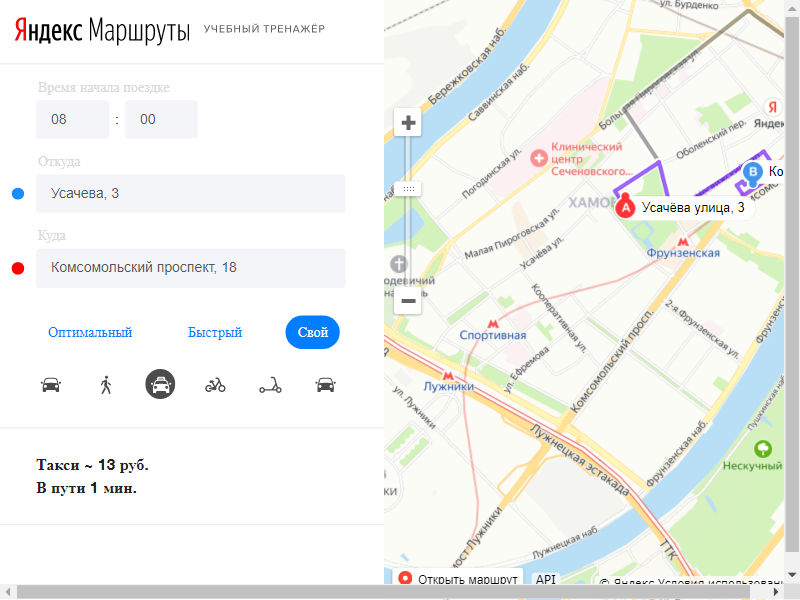 Яндекс Маршруты УЧЕБНЫЙ ТРЕНАЖЁР
Время начала поездке
08 : 00
Откуда
Усачева, 3
Куда
Комсомольский проспект, 18
Оптимальный Быстрый Свой
Такси ~ 13 руб.
В пути 1 мин.
ул. Бурденко
Бережковская наб.
Саввинская наб.
Большая Пироговская ул.
Я
Яндекс
Оболенский пер.
Клинический
центр
Сеченовского...
Погодинская ул.
В
Ко
ХАМОВ
А
Усачёва улица, 3
Малая Пироговская ул.
Усачёва ул.
Фрунзенская
одевичий
Кооперативная ул.
2-я Фрунзенская ул.
Фрунзенская
Спортивная
ул. Ефремова
Комсомольский просп.
Лужники
ул. Лужники
Пушкинская наб.
Лужнецкая эстакада
Фрунзенская наб.
Нескучный
ки
мост Лужники
Лужнецкая наб.
ТТК
Открыть маршрут API
© Яндекс Условия использован